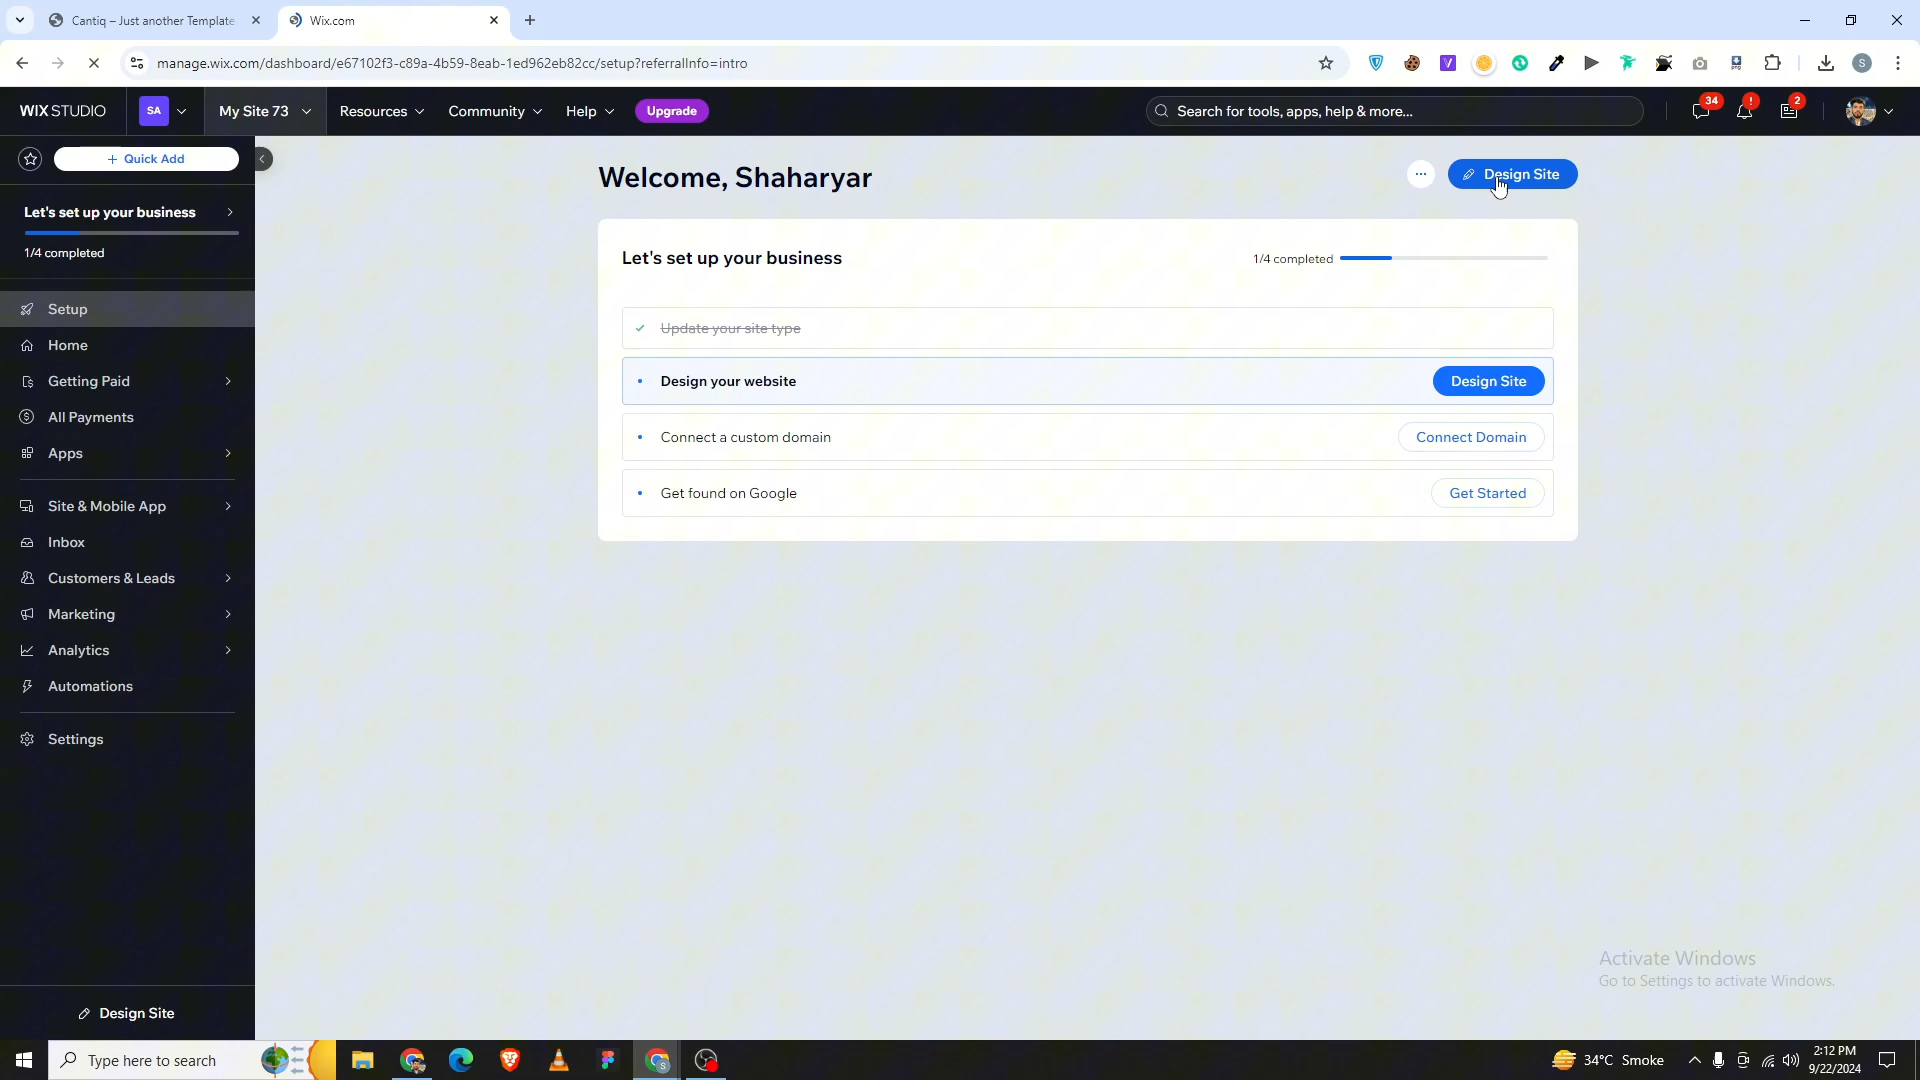 Cantiq – Just another Template
Wix.com
manage.wix.com/dashboard/e67102f3-c89a-4b59-8eab-1ed962eb82cc/setup?referralInfo=intro
WIX STUDIO
SA
My Site 73
Resources
Community
Help
Upgrade
Search for tools, apps, help & more...
34
!
2
+ Quick Add
Let's set up your business
1/4 completed
Setup
Home
Getting Paid
All Payments
Apps
Site & Mobile App
Inbox
Customers & Leads
Marketing
Analytics
Automations
Settings
Design Site
Welcome, Shaharyar
Design Site
Let's set up your business
1/4 completed
Update your site type
Design your website
Design Site
Connect a custom domain
Connect Domain
Get found on Google
Get Started
Activate Windows
Go to Settings to activate Windows.
Type here to search
34°C Smoke
2:12 PM
9/22/2024